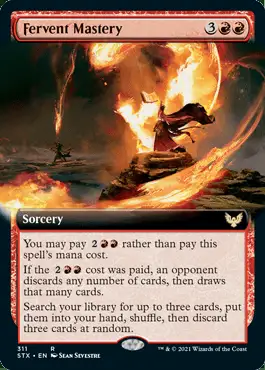 Fervent Mastery 3
Sorcery
You may pay 2 rather than pay this
spell's mana cost.
If the 2 cost was paid, an opponent
discards any number of cards, then draws
that many cards.
Search your library for up to three cards, put
them into your hand, shuffle, then discard
three cards at random.
311 R
STX • EN SEAN SEVESTRE
™ & © 2021 Wizards of the Coast